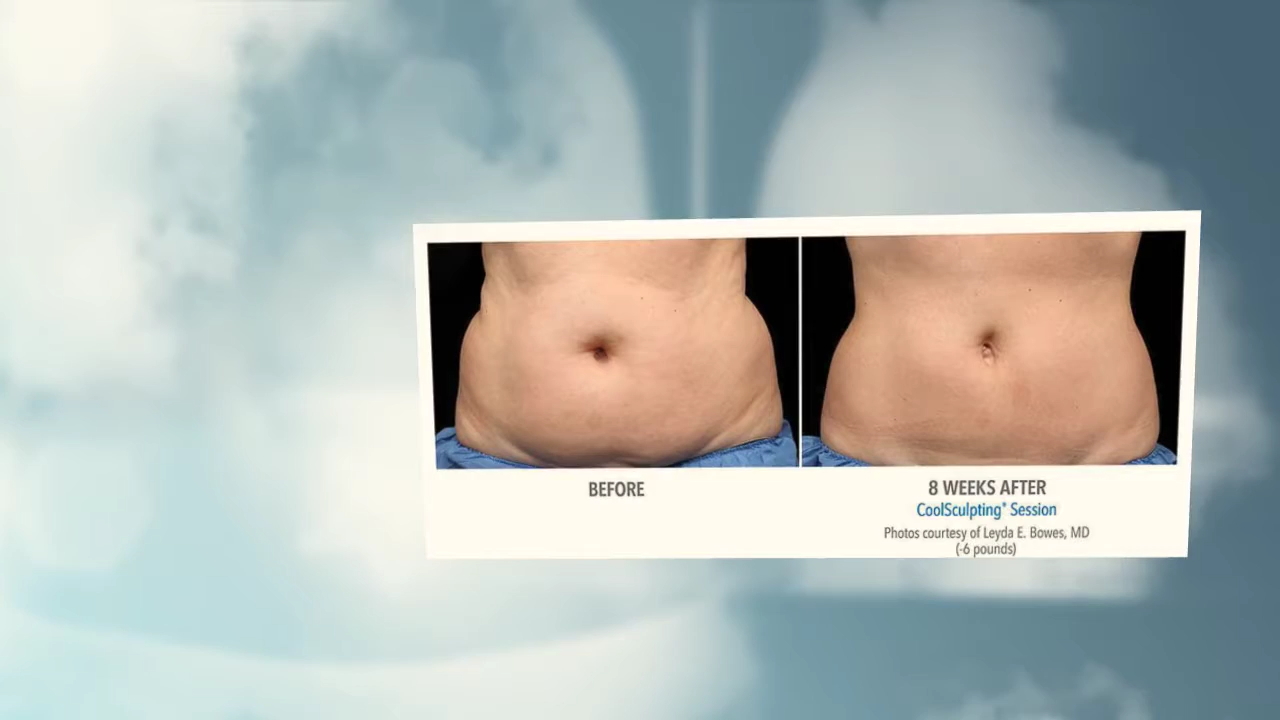 BEFORE
8 WEEKS AFTER
CoolSculpting® Session
Photos courtesy of Leyda E. Bowes, MD
(-6 pounds)